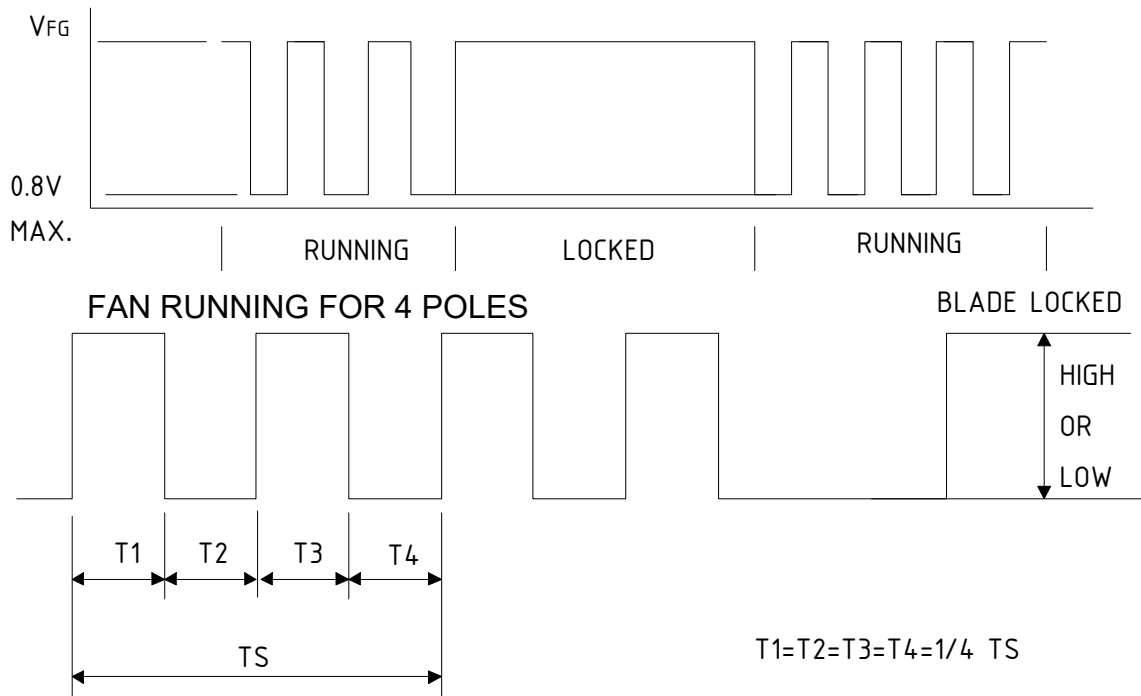 VFG
0.8V
MAX.
RUNNING
LOCKED
RUNNING
FAN RUNNING FOR 4 POLES
BLADE LOCKED
HIGH
OR
LOW
T1 T2 T3 T4
TS
T1=T2=T3=T4=1/4 TS